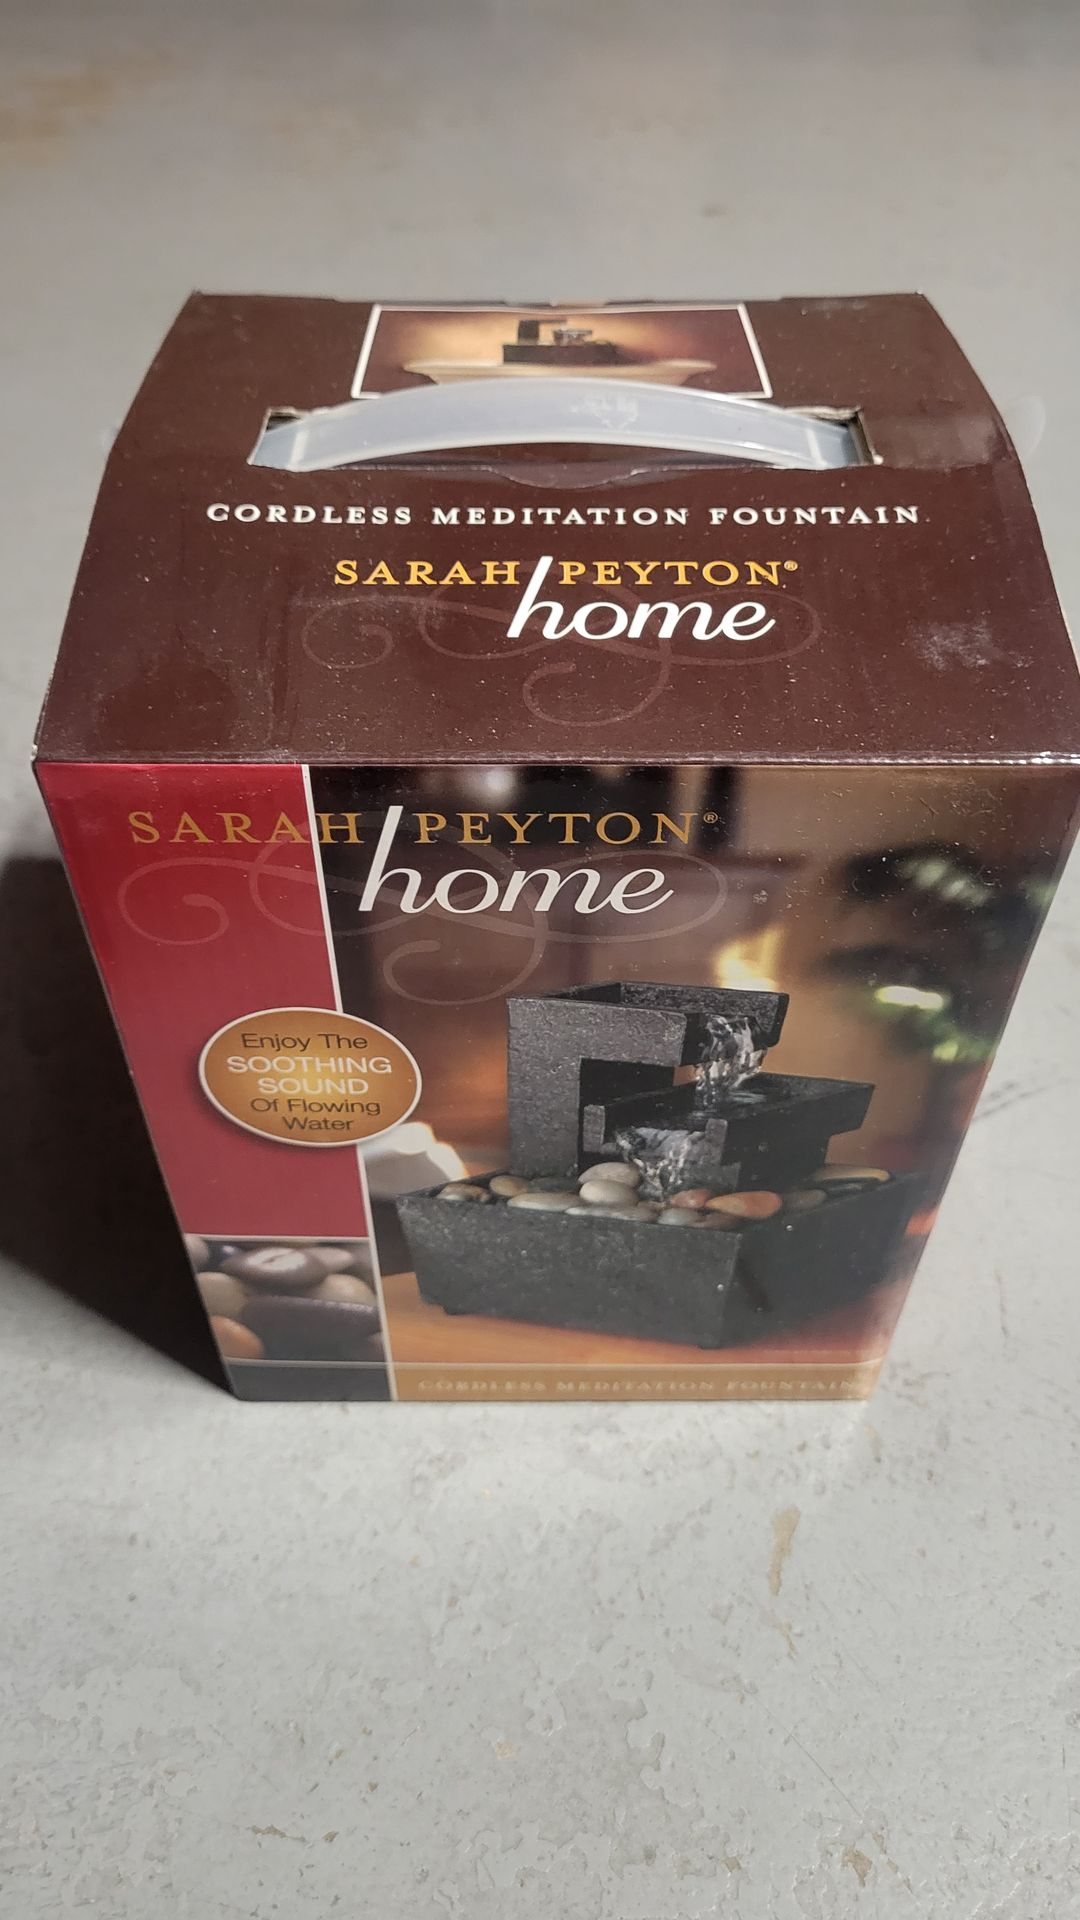 CORDLESS MEDITATION FOUNTAIN
SARAH PEYTON®
home
SARAH PEYTON®
home
Enjoy The
SOOTHING
SOUND
Of Flowing
Water
CORDLESS MEDITATION FOUNTAIN